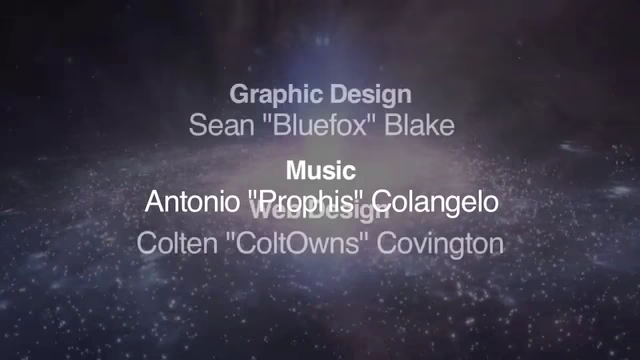 Graphic Design
Sean "Bluefox" Blake
Music
Antonio "Prophis" Colangelo
Web Design
Colten "ColtOwns" Covington